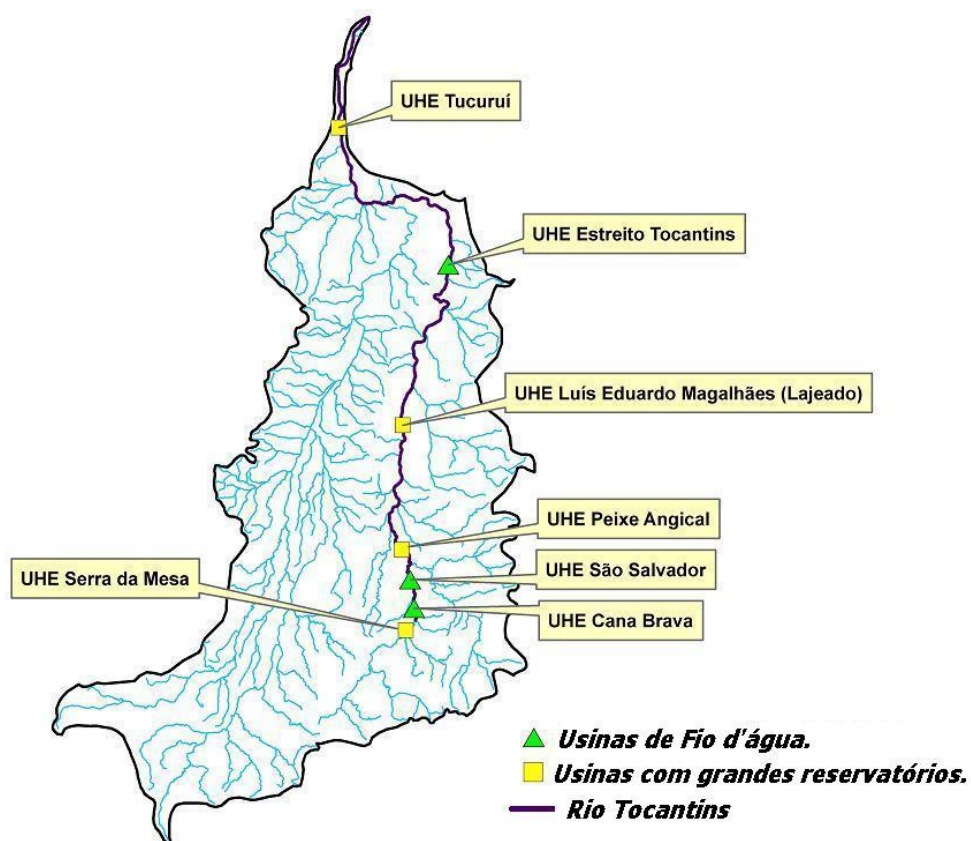 UHE Tucuruí
UHE Estreito Tocantins
UHE Luís Eduardo Magalhães (Lajeado)
UHE Peixe Angical
UHE Serra da Mesa
UHE São Salvador
UHE Cana Brava
Usinas de Fio d'água.
Usinas com grandes reservatórios.
Rio Tocantins